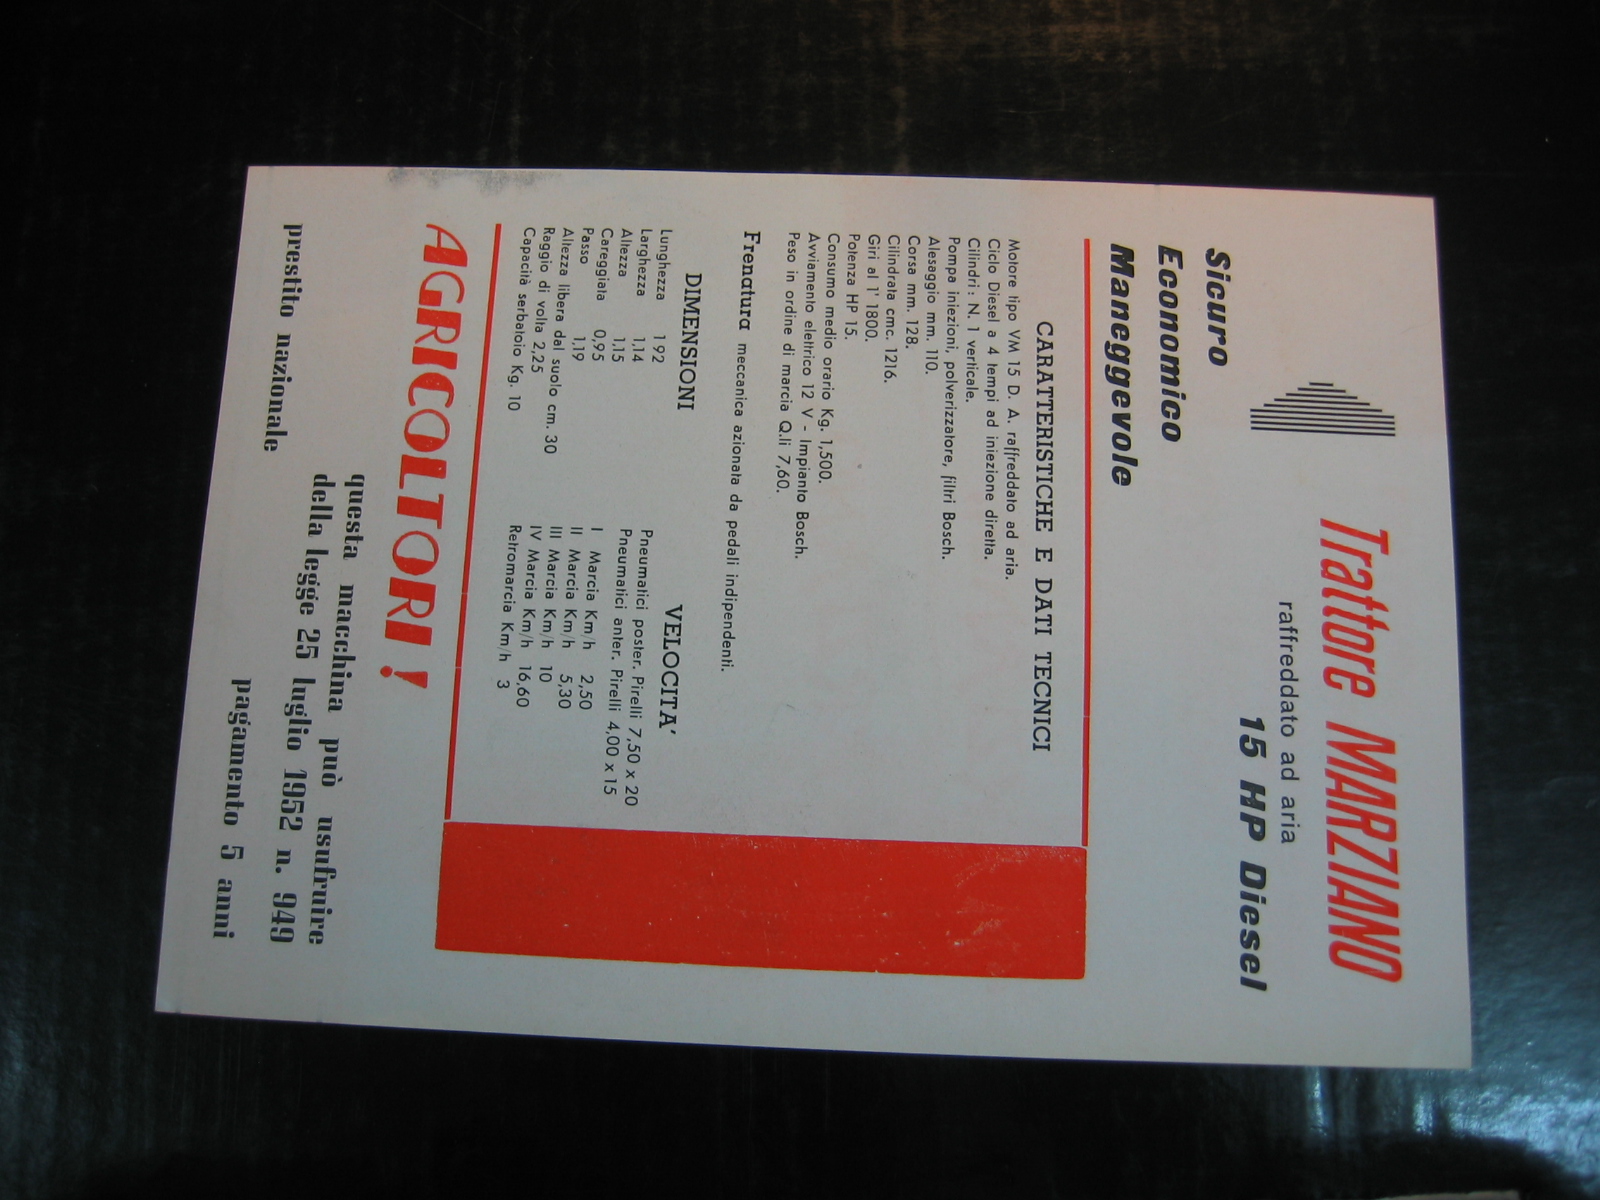 Trattore MARZIANO
raffreddato ad aria
15 HP Diesel
Sicuro
Economico
Maneggevole
CARATTERISTICHE E DATI TECNICI
Motore tipo VM 15 D. A. raffreddato ad aria.
Ciclo Diesel a 4 tempi ad iniezione diretta.
Cilindri: N. 1 verticale.
Pompa iniezioni, polverizzatore, filtri Bosch.
Alesaggio mm. 110.
Corsa mm. 128.
Cilindrata cmc. 1216.
Giri al 1' 1800.
Potenza HP 15.
Consumo medio orario Kg. 1,500.
Avviamento elettrico 12 V - Impianto Bosch.
Peso in ordine di marcia Q.li 7,60.
Frenatura meccanica azionata da pedali indipendenti.
DIMENSIONI
Lunghezza 192
Larghezza 1,14
Altezza 1,15
Careggiata 0,95
Passo 1,19
Altezza libera dal suolo cm. 30
Raggio di volta 2,25
Capacità serbatoio Kg. 10
VELOCITA'
Pneumatici poster. Pirelli 7,50 x 20
Pneumatici anter. Pirelli 4,00 x 15
I Marcia Km/h 2,50
II Marcia Km/h 5,30
III Marcia Km/h 10
IV Marcia Km/h 16,60
Retromarcia Km/h 3
AGRICOLTORI!
questa macchina può usufruire
della legge 25 luglio 1952 n. 949
prestito nazionale pagamento 5 anni